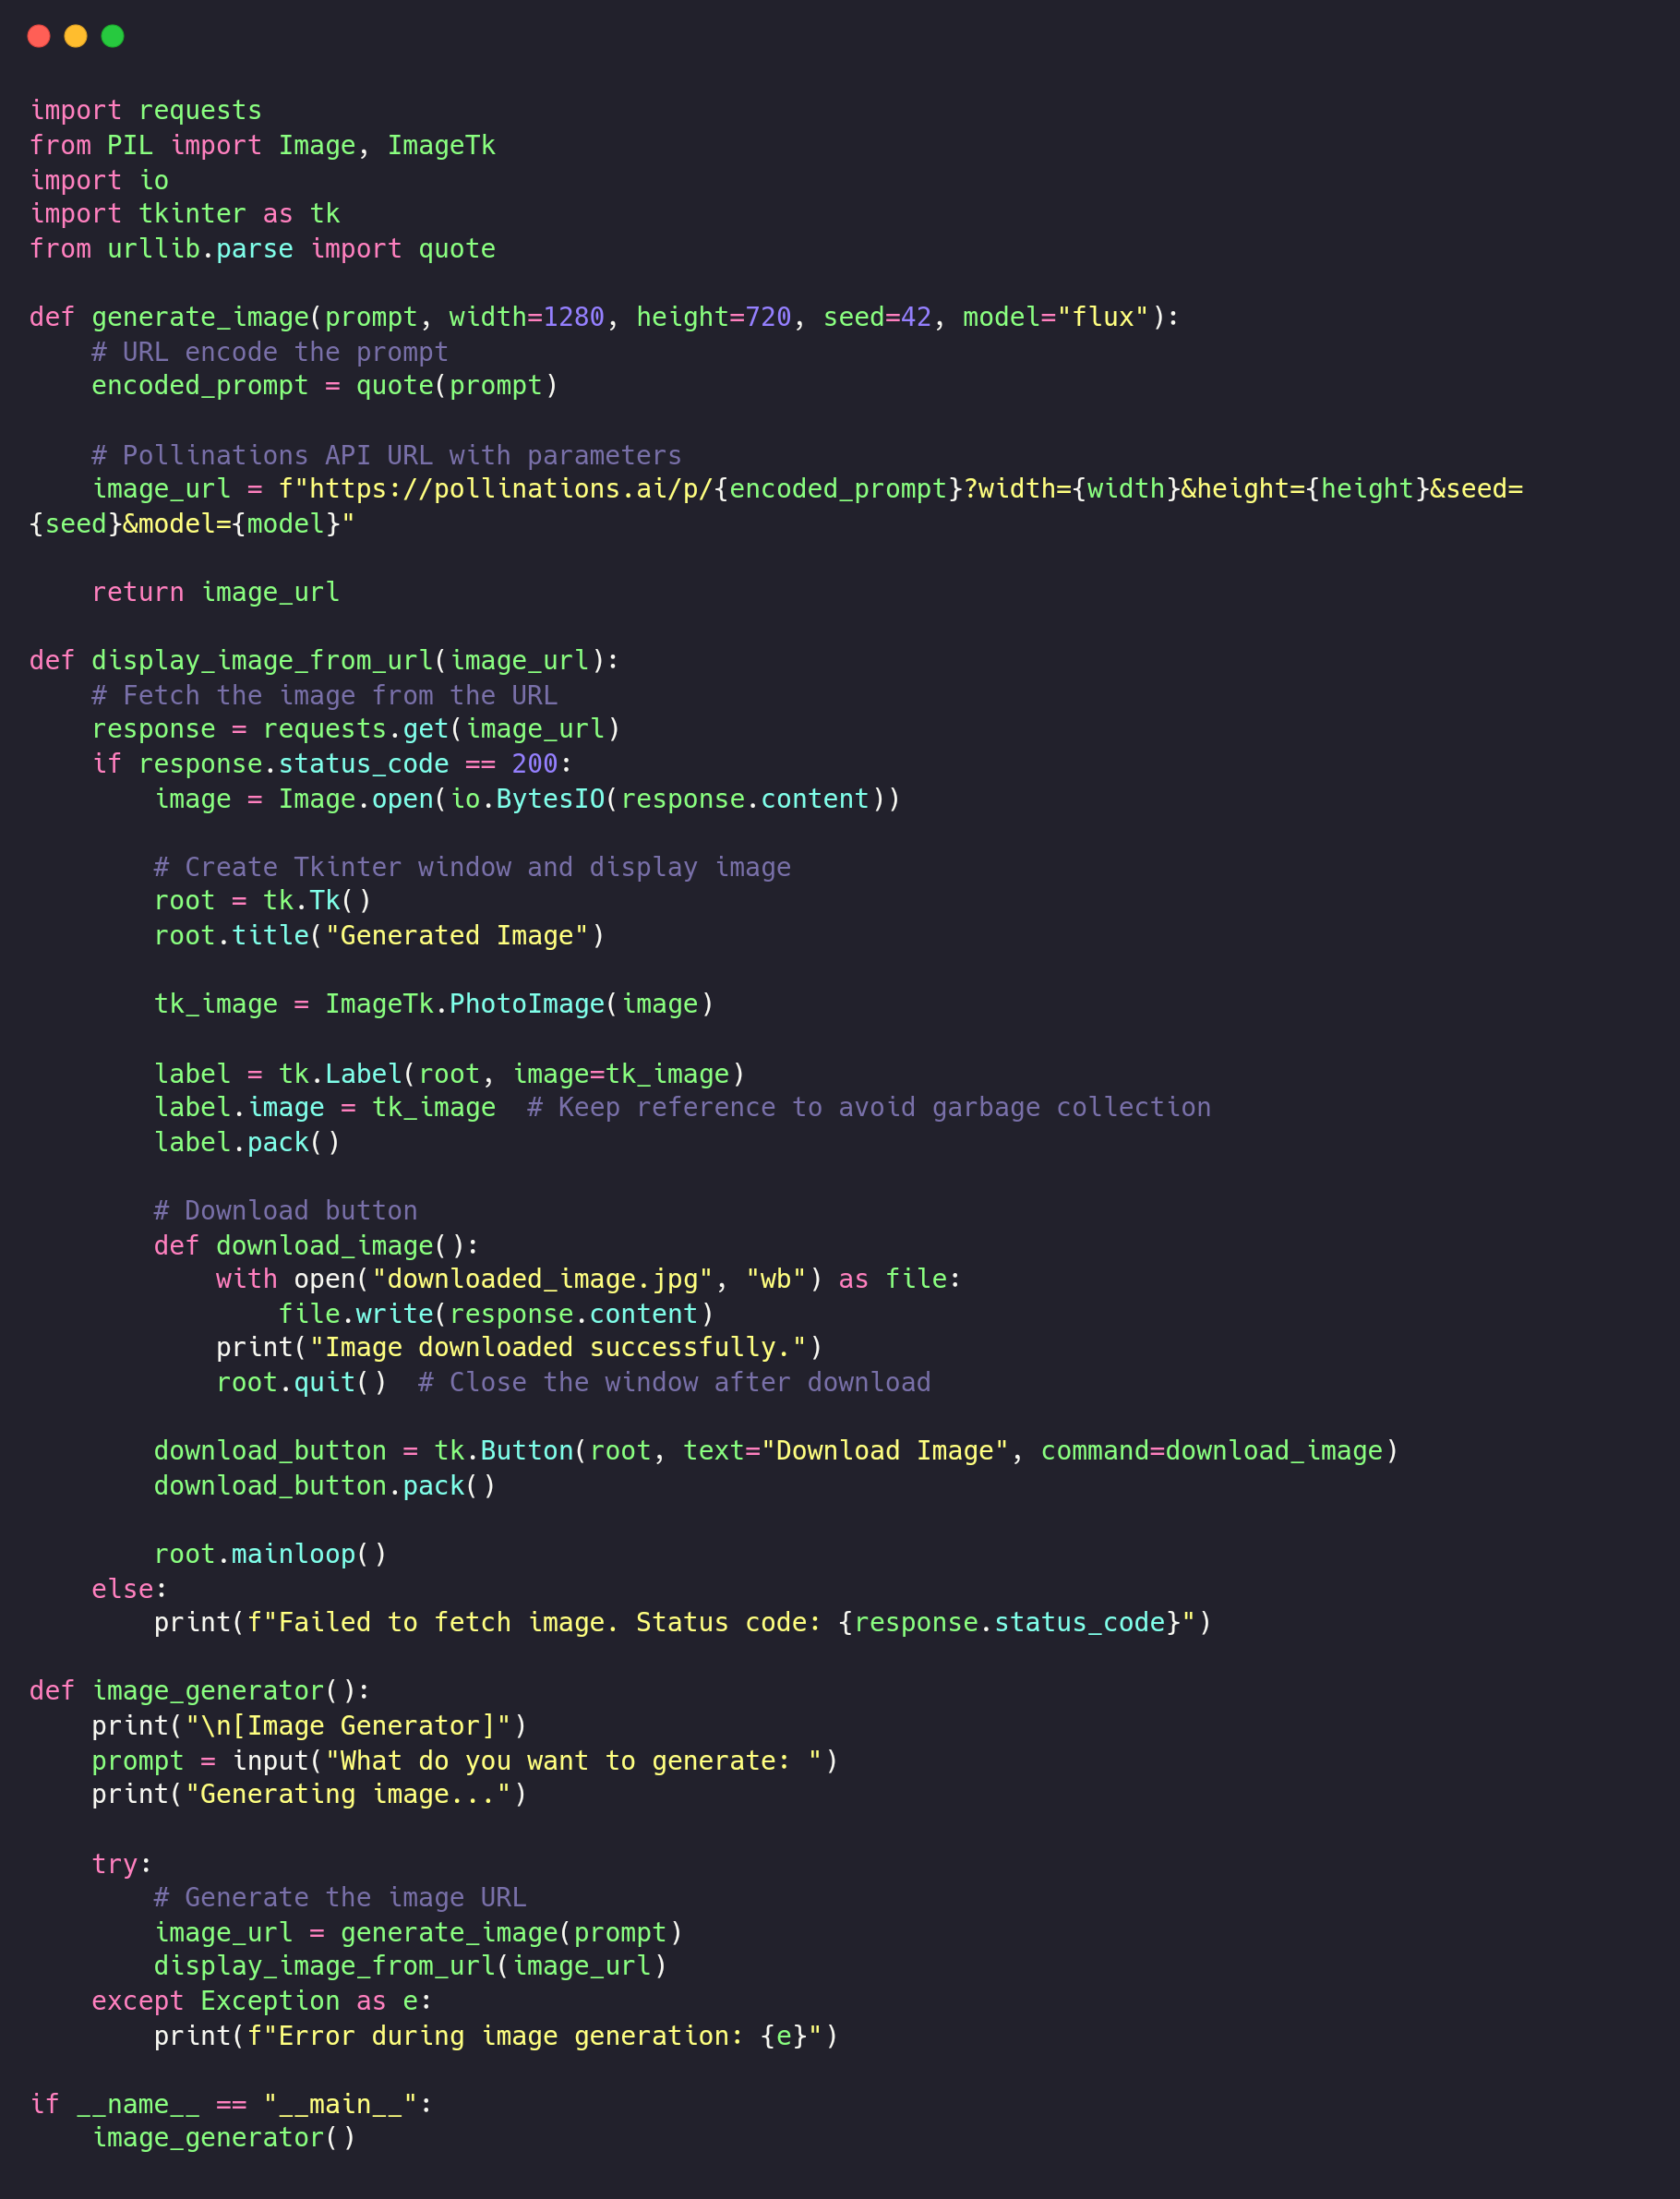 import requests
from PIL import Image, ImageTk
import io
import tkinter as tk
from urllib.parse import quote

def generate_image(prompt, width=1280, height=720, seed=42, model="flux"):
    # URL encode the prompt
    encoded_prompt = quote(prompt)

    # Pollinations API URL with parameters
    image_url = f"https://pollinations.ai/p/{encoded_prompt}?width={width}&height={height}&seed=
{seed}&model={model}"

    return image_url

def display_image_from_url(image_url):
    # Fetch the image from the URL
    response = requests.get(image_url)
    if response.status_code == 200:
        image = Image.open(io.BytesIO(response.content))

        # Create Tkinter window and display image
        root = tk.Tk()
        root.title("Generated Image")

        tk_image = ImageTk.PhotoImage(image)

        label = tk.Label(root, image=tk_image)
        label.image = tk_image  # Keep reference to avoid garbage collection
        label.pack()

        # Download button
        def download_image():
            with open("downloaded_image.jpg", "wb") as file:
                file.write(response.content)
            print("Image downloaded successfully.")
            root.quit()  # Close the window after download

        download_button = tk.Button(root, text="Download Image", command=download_image)
        download_button.pack()

        root.mainloop()
    else:
        print(f"Failed to fetch image. Status code: {response.status_code}")

def image_generator():
    print("\n[Image Generator]")
    prompt = input("What do you want to generate: ")
    print("Generating image...")

    try:
        # Generate the image URL
        image_url = generate_image(prompt)
        display_image_from_url(image_url)
    except Exception as e:
        print(f"Error during image generation: {e}")

if __name__ == "__main__":
    image_generator()